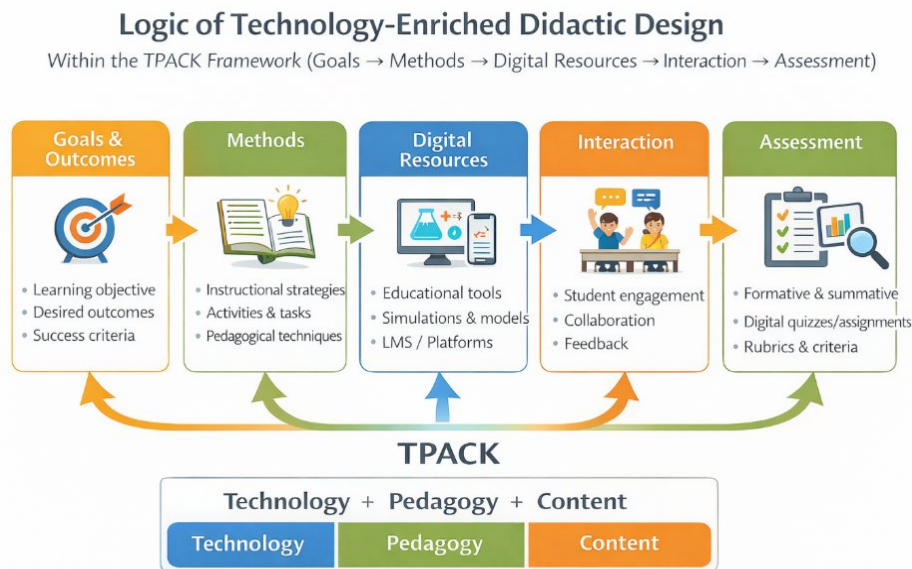 Logic of Technology-Enriched Didactic Design
Within the TPACK Framework (Goals → Methods → Digital Resources → Interaction → Assessment)
Goals &
Outcomes
• Learning objective
• Desired outcomes
• Success criteria
Methods
• Instructional strategies
• Activities & tasks
• Pedagogical techniques
Digital
Resources
• Educational tools
• Simulations & models
• LMS / Platforms
Interaction
• Student engagement
• Collaboration
• Feedback
Assessment
• Formative & summative
• Digital quizzes/assignments
• Rubrics & criteria
TPACK
Technology + Pedagogy + Content
Technology
Pedagogy
Content